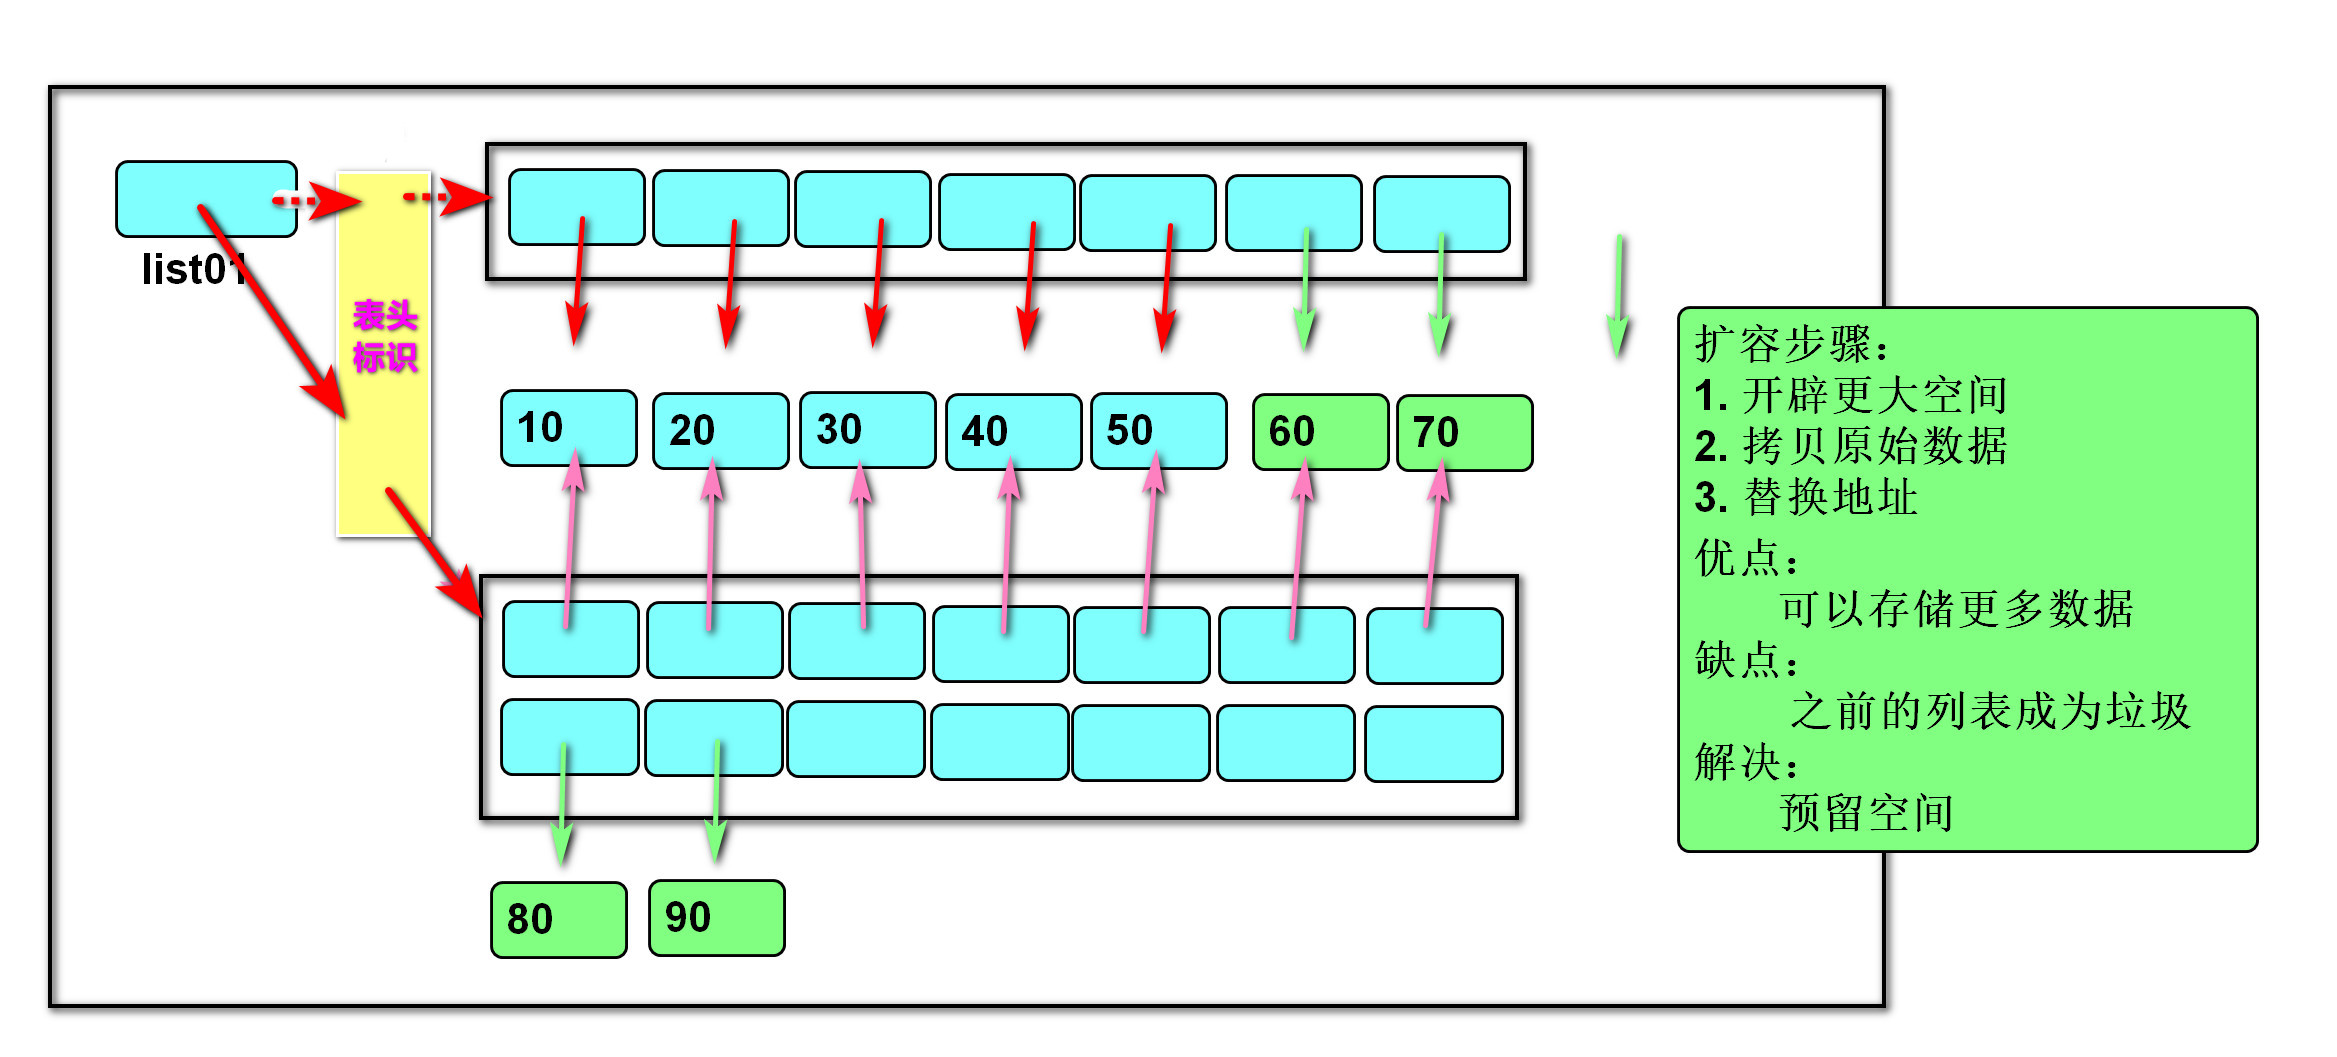 list01
表头
标识
10
20
30
40
50
60
70
80
90
扩容步骤：
1. 开辟更大空间
2. 拷贝原始数据
3. 替换地址
优点：
可以存储更多数据
缺点：
之前的列表成为垃圾
解决：
预留空间